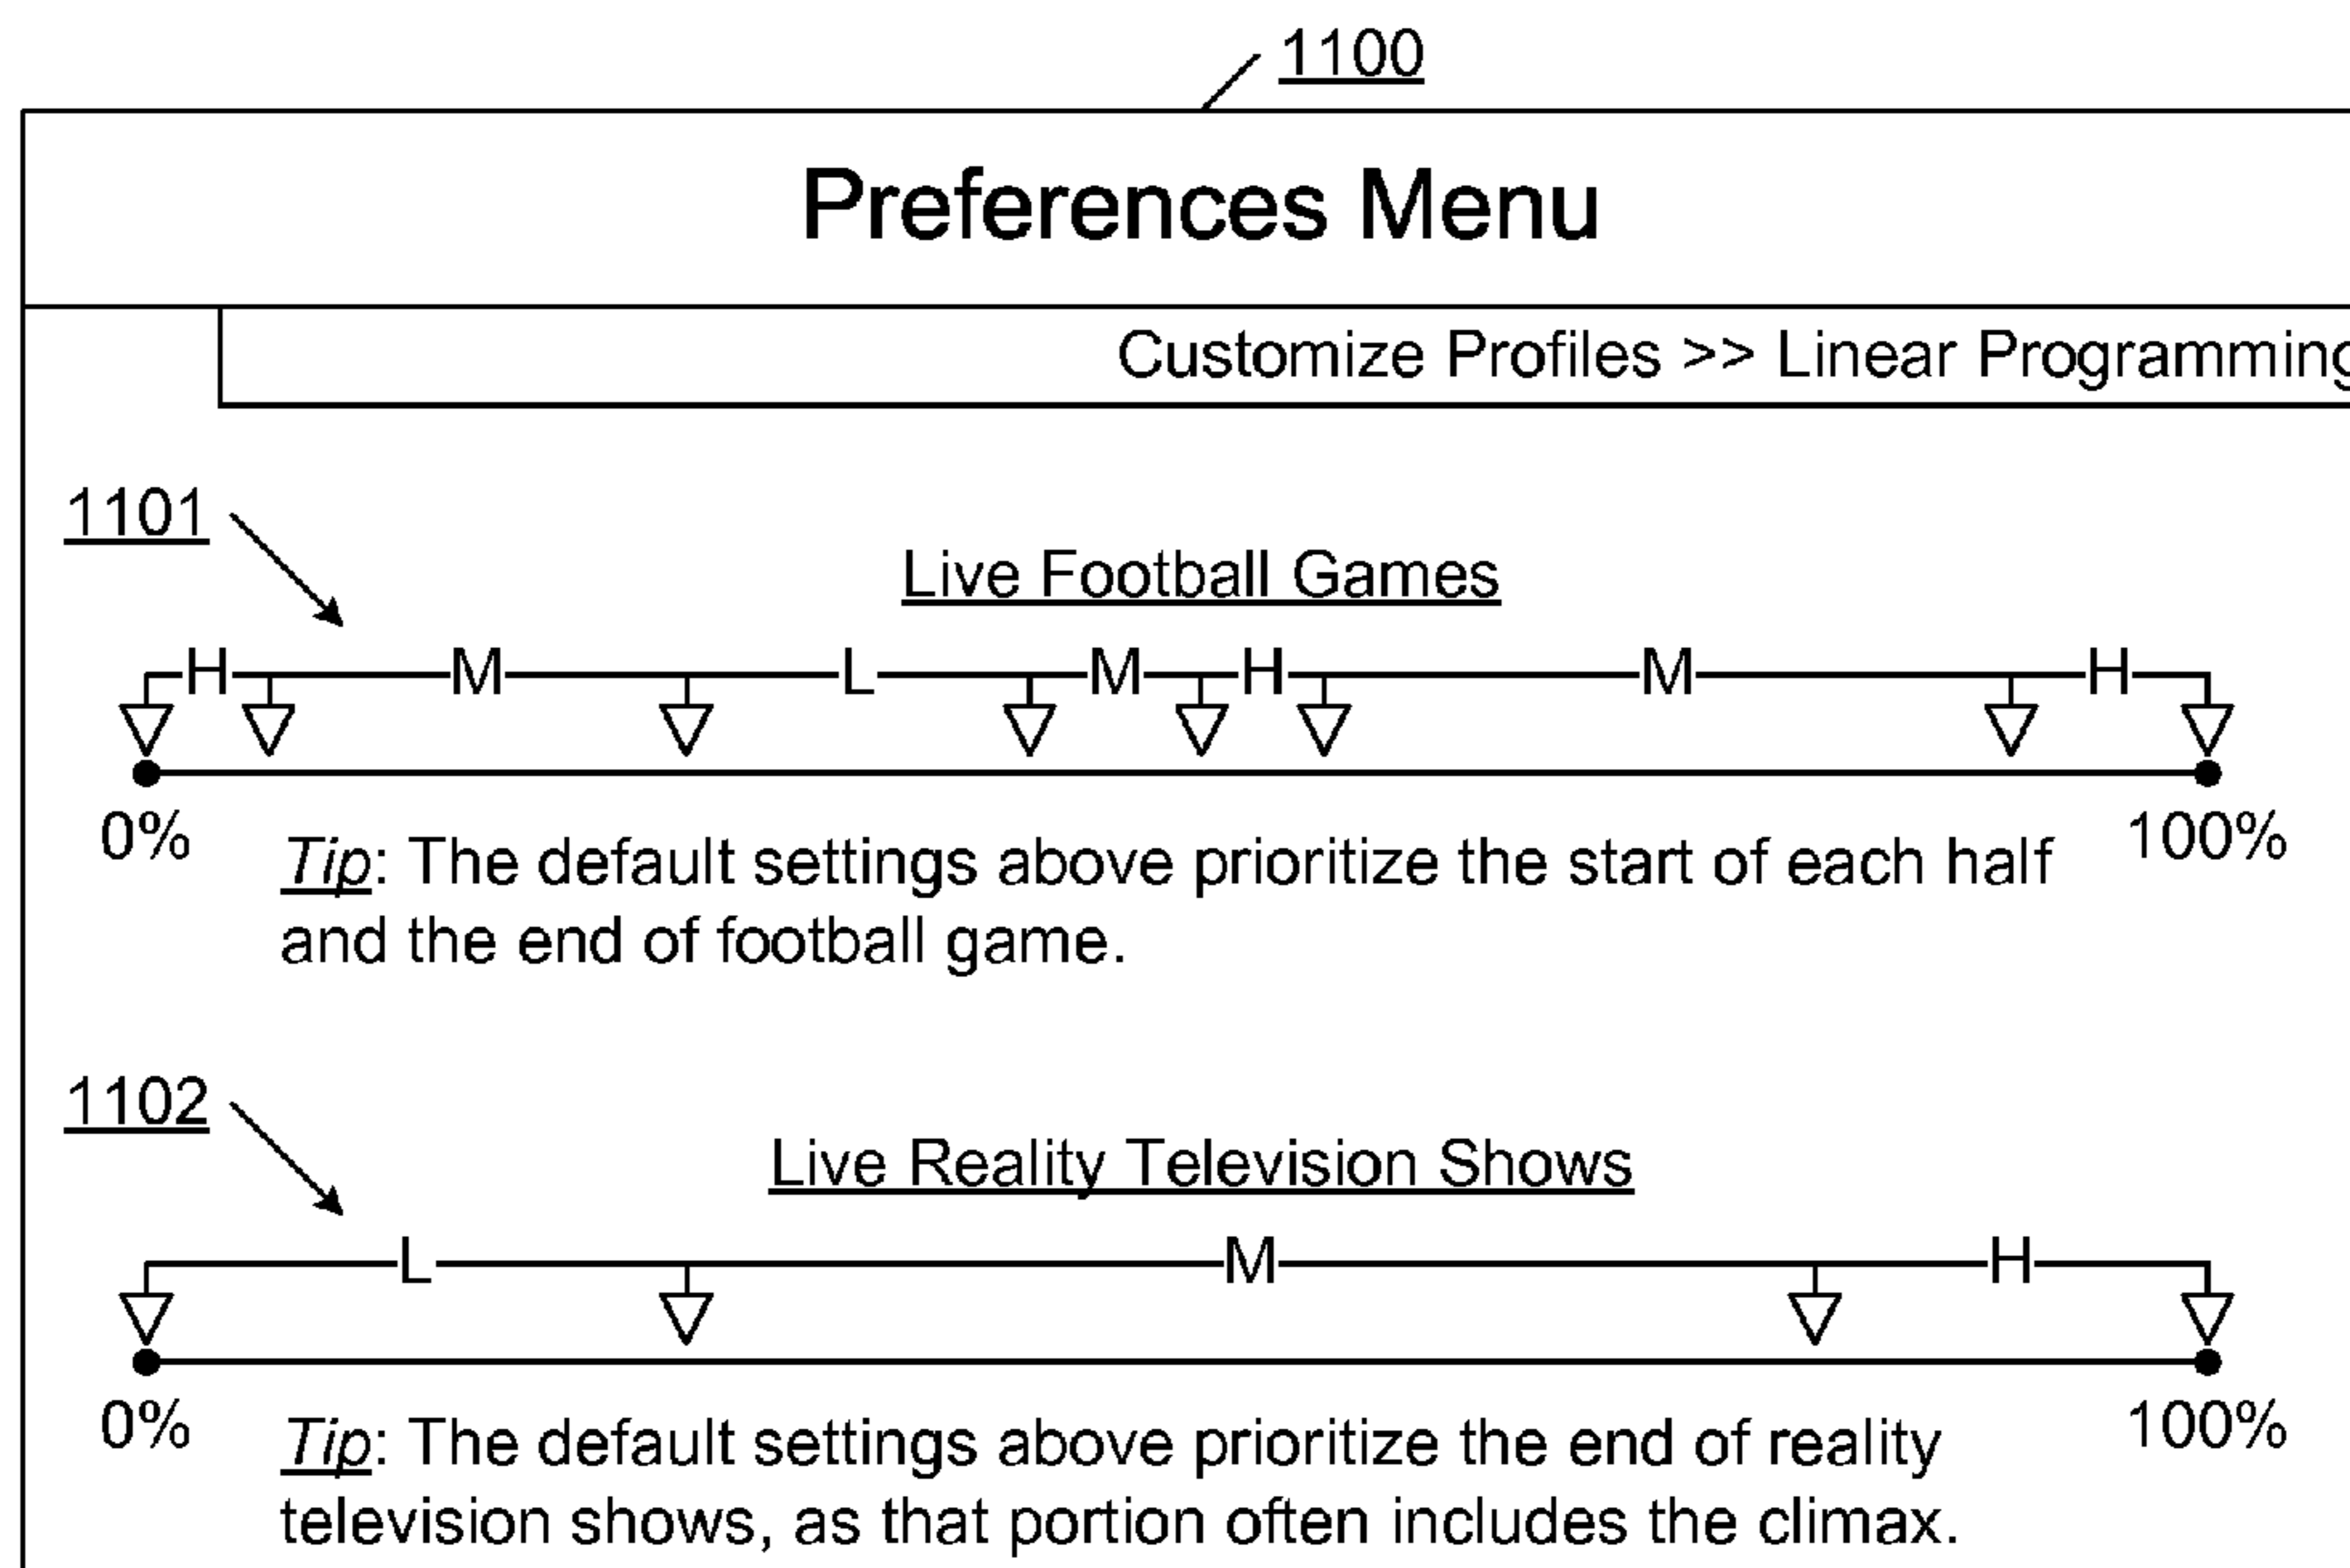 1100
Preferences Menu
Customize Profiles >> Linear Programming
1101
Live Football Games
H M L M H M H
0% 100%
Tip: The default settings above prioritize the start of each half
and the end of football game.
1102
Live Reality Television Shows
L M H
0% 100%
Tip: The default settings above prioritize the end of reality
television shows, as that portion often includes the climax.